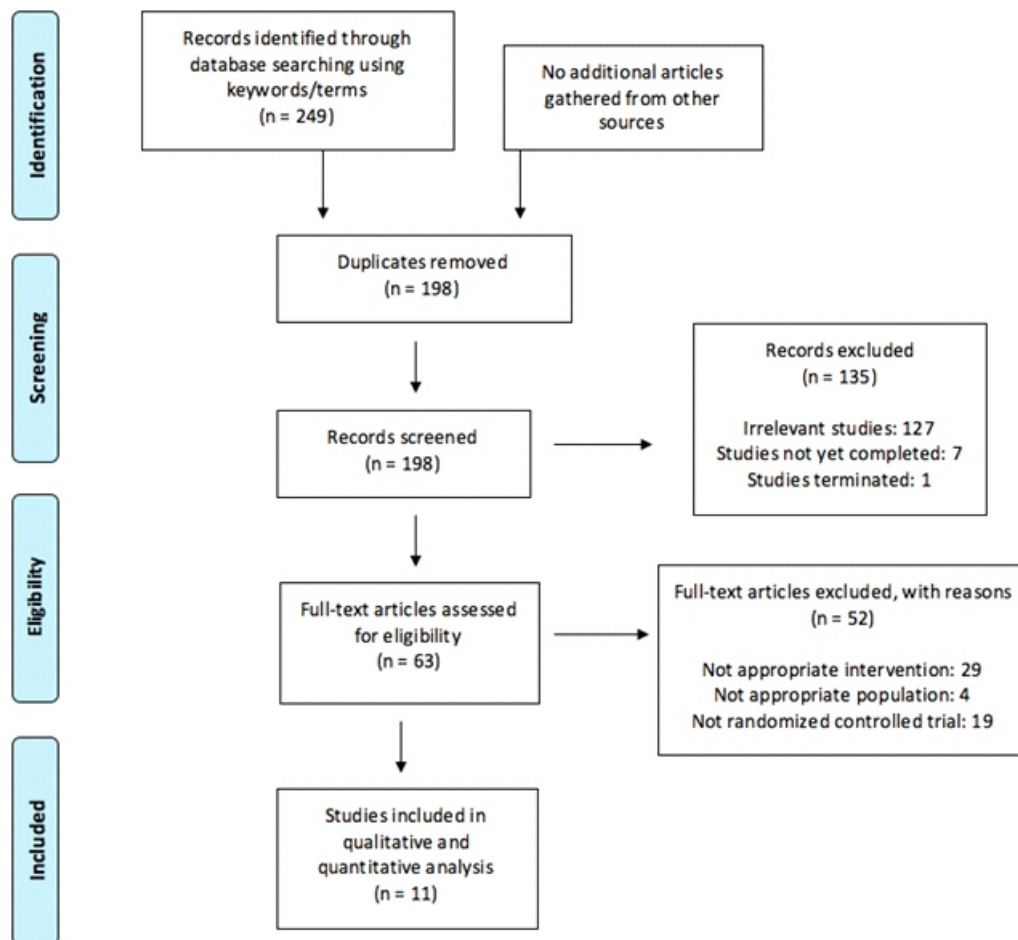 Identification
Records identified through
database searching using
keywords/terms
(n = 249)
No additional articles
gathered from other
sources
Screening
Duplicates removed
(n = 198)
Records screened
(n = 198)
Records excluded
(n = 135)
Irrelevant studies: 127
Studies not yet completed: 7
Studies terminated: 1
Eligibility
Full-text articles assessed
for eligibility
(n = 63)
Full-text articles excluded, with reasons
(n = 52)
Not appropriate intervention: 29
Not appropriate population: 4
Not randomized controlled trial: 19
Included
Studies included in
qualitative and
quantitative analysis
(n = 11)